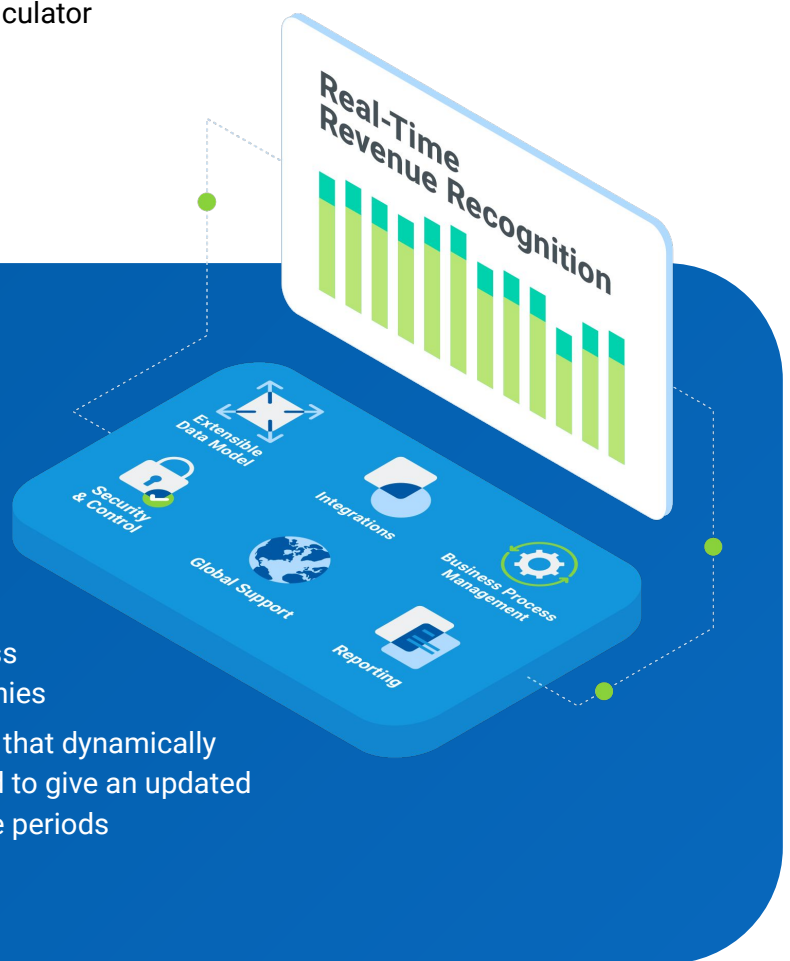 culator
Real-Time
Revenue Recognition
Extensible
Data Model
Security
& Control
Integrations
Global Support
Business Process
Management
Reporting
ss
nies
that dynamically
to give an updated
periods